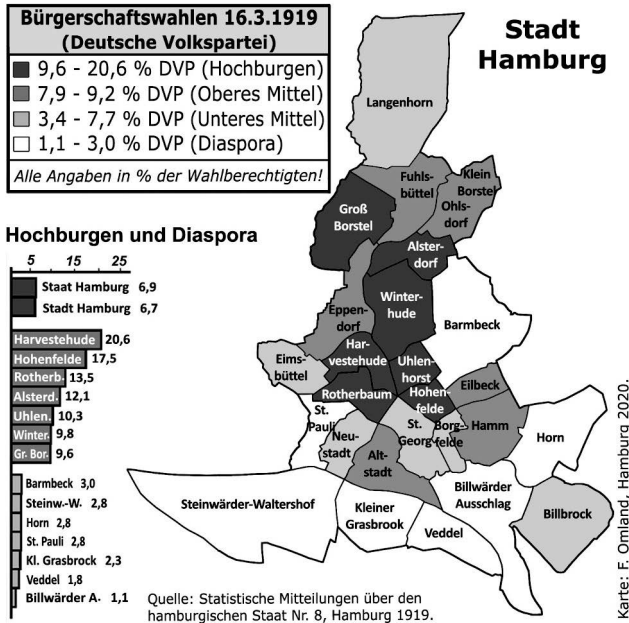 Bürgerschaftswahlen 16.3.1919
(Deutsche Volkspartei)
9,6 - 20,6 % DVP (Hochburgen)
7,9 - 9,2 % DVP (Oberes Mittel)
3,4 - 7,7 % DVP (Unteres Mittel)
1,1 - 3,0 % DVP (Diaspora)
Alle Angaben in % der Wahlberechtigten!
Stadt
Hamburg
Langenhorn
Fuhls-
büttel
Klein
Borstel
Ohls-
dorf
Groß
Borstel
Alster-
dorf
Winter-
hude
Barmbeck
Eppen-
dorf
Har-
vestehude
Uhlen-
horst
Eims-
büttel
Eilbeck
Rotherbaum
Hohen-
felde
St.
Pauli
Neu-
stadt
St.
Georg
Borg-
felde
Hamm
Horn
Alt-
stadt
Steinwärder-Waltershof
Kleiner
Grasbrook
Billwärder
Ausschlag
Veddel
Billbrock
Hochburgen und Diaspora
5 15 25
Staat Hamburg 6,9
Stadt Hamburg 6,7
Harvestehude 20,6
Hohenfelde 17,5
Rotherb. 13,5
Alsterd. 12,1
Uhlen. 10,3
Winter. 9,8
Gr. Bor. 9,6
Barmbeck 3,0
Steinw.-W. 2,8
Horn 2,8
St. Pauli 2,8
Kl. Grasbrock 2,3
Veddel 1,8
Billwärder A. 1,1
Quelle: Statistische Mitteilungen über den
hamburgischen Staat Nr. 8, Hamburg 1919.
Karte: F. Omland, Hamburg 2020.